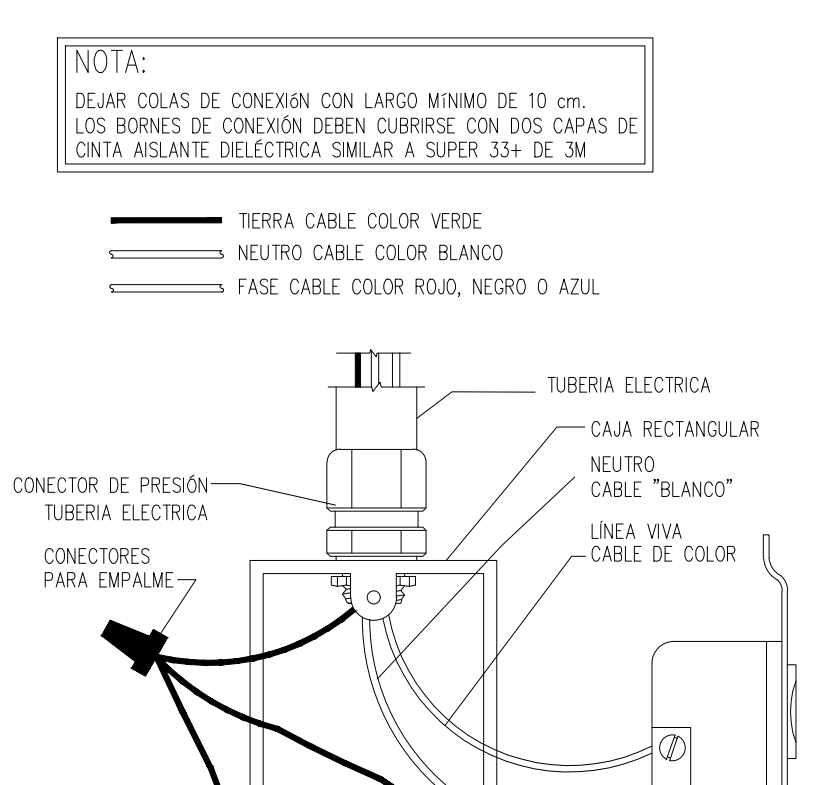 NOTA:
DEJAR COLAS DE CONEXIóN CON LARGO MíNIMO DE 10 cm.
LOS BORNES DE CONEXIÓN DEBEN CUBRIRSE CON DOS CAPAS DE
CINTA AISLANTE DIELÉCTRICA SIMILAR A SUPER 33+ DE 3M
TIERRA CABLE COLOR VERDE
NEUTRO CABLE COLOR BLANCO
FASE CABLE COLOR ROJO, NEGRO O AZUL
TUBERIA ELECTRICA
CAJA RECTANGULAR
NEUTRO
CABLE "BLANCO"
CONECTOR DE PRESIÓN
TUBERIA ELECTRICA
LÍNEA VIVA
CABLE DE COLOR
CONECTORES
PARA EMPALME